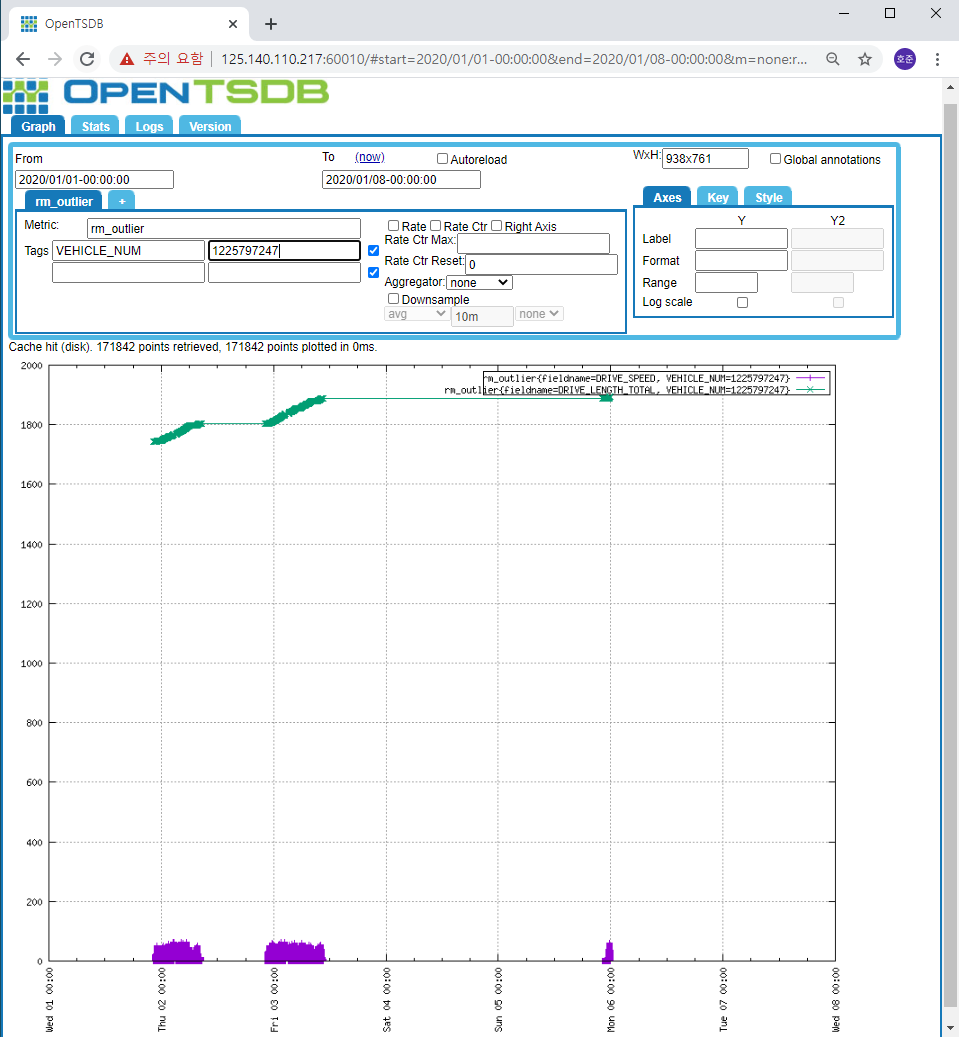 OpenTSDB
주의 요함
125.140.110.217:60010/#start=2020/01/01-00:00:00&end=2020/01/08-00:00:00&m=none:r...
호준
OPENTSDB
Graph Stats Logs Version
From To (now) Autoreload WxH: 938x761 Global annotations
2020/01/01-00:00:00 2020/01/08-00:00:00
rm_outlier +
Metric: rm_outlier
Tags VEHICLE_NUM 1225797247
Rate Rate Ctr Right Axis
Rate Ctr Max:
Rate Ctr Reset: 0
Aggregator: none
Downsample
avg 10m none
Axes Key Style
Y Y2
Label
Format
Range
Log scale
Cache hit (disk). 171842 points retrieved, 171842 points plotted in 0ms.
rm_outlier{fieldname=DRIVE_SPEED, VEHICLE_NUM=1225797247}
rm_outlier{fieldname=DRIVE_LENGTH_TOTAL, VEHICLE_NUM=1225797247}
2000
1800
1600
1400
1200
1000
800
600
400
200
0
Wed 01 00:00
Thu 02 00:00
Fri 03 00:00
Sat 04 00:00
Sun 05 00:00
Mon 06 00:00
Tue 07 00:00
Wed 08 00:00